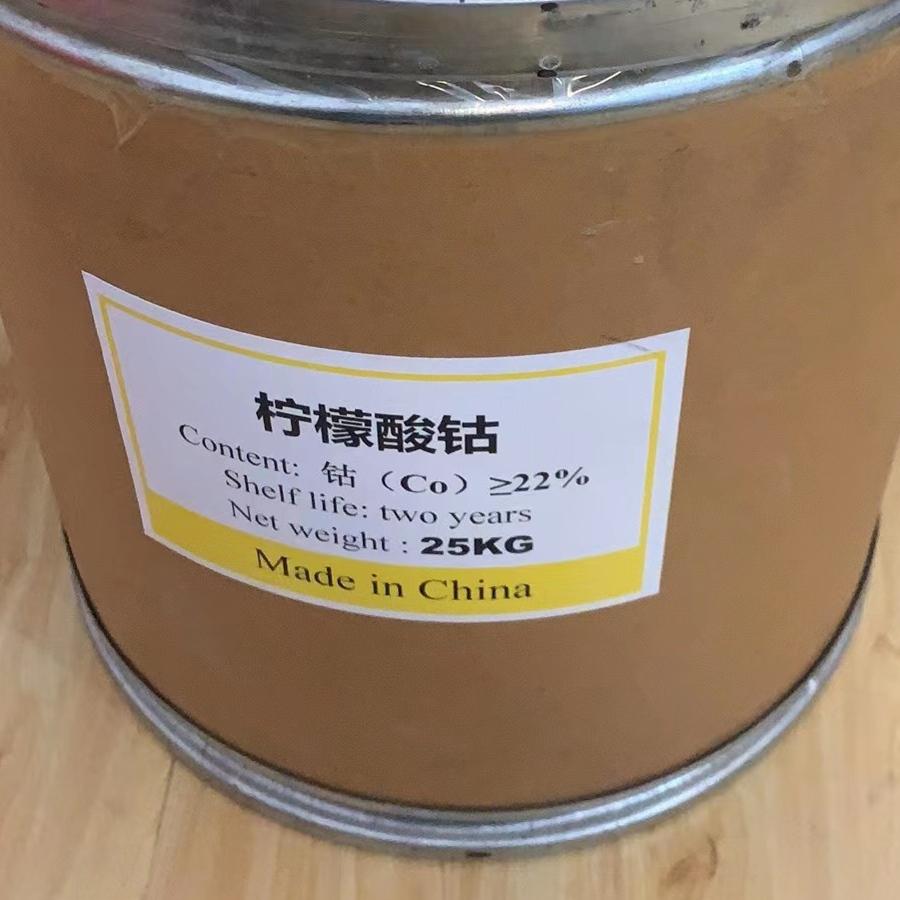 柠檬酸钴
Content: 钴（Co）≥22%
Shelf life: two years
Net weight : 25KG
Made in China